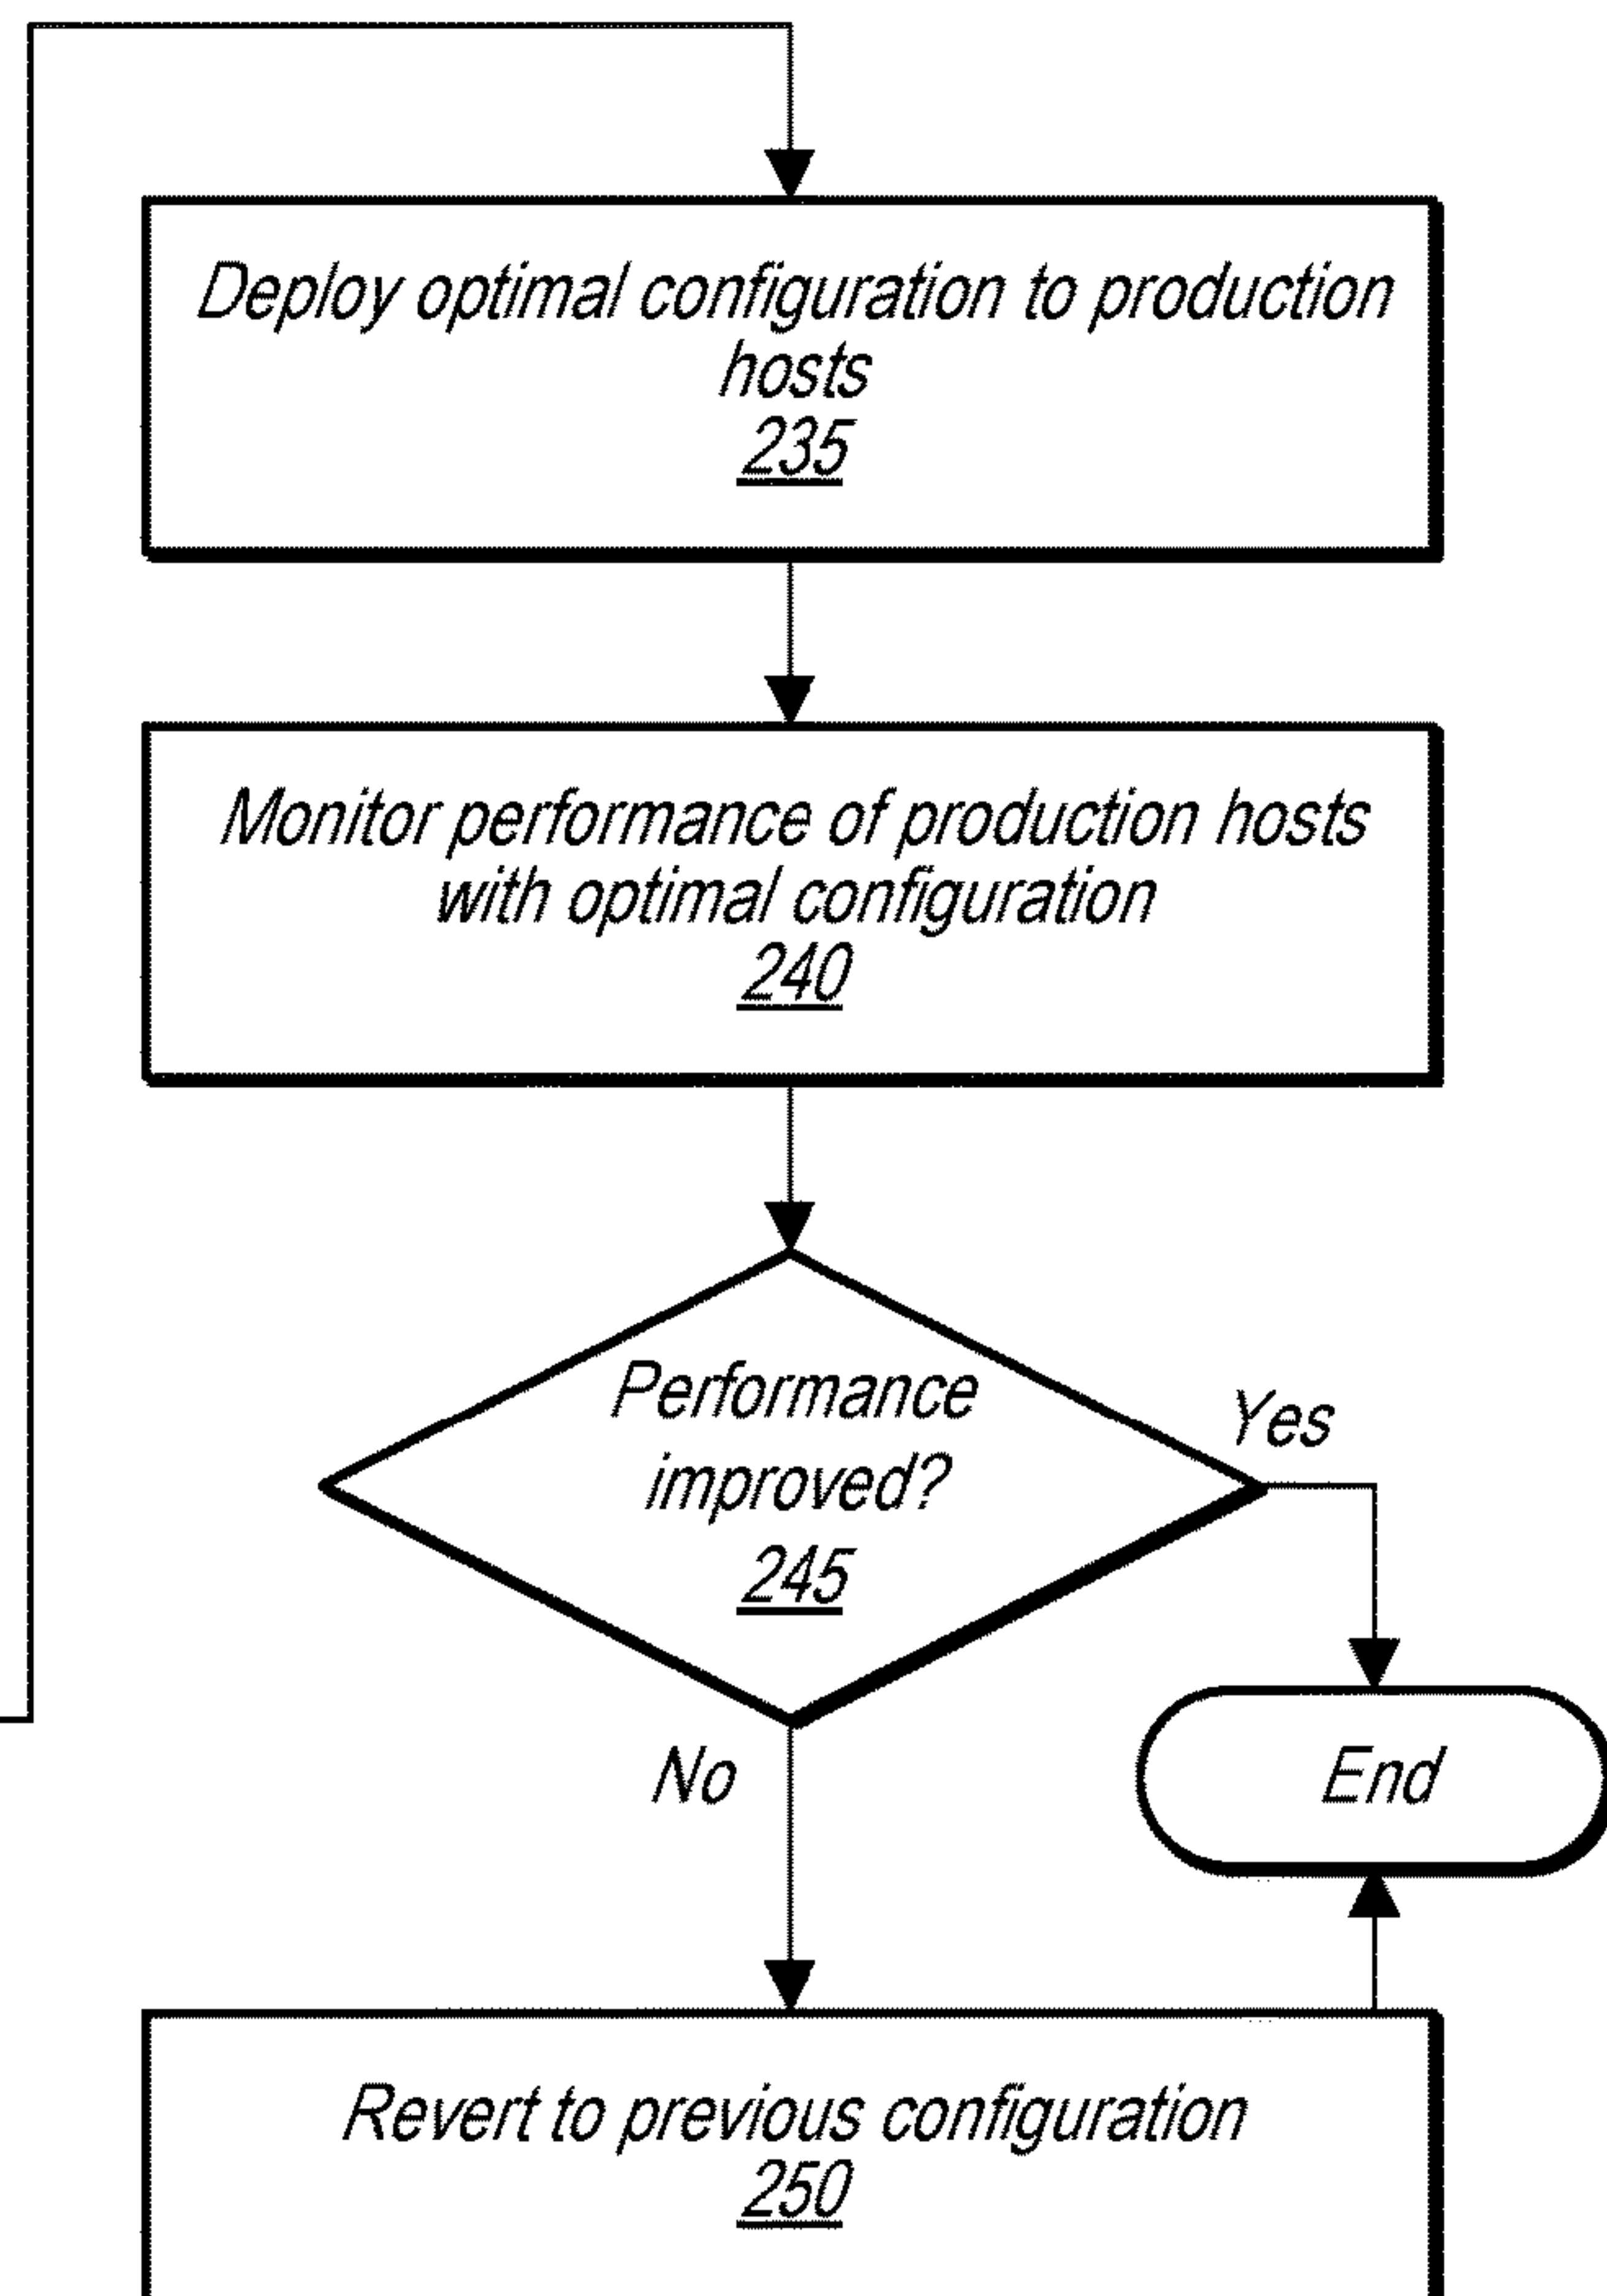 Deploy optimal configuration to production
hosts
235
Monitor performance of production hosts
with optimal configuration
240
Performance
improved?
245
Yes
No
End
Revert to previous configuration
250